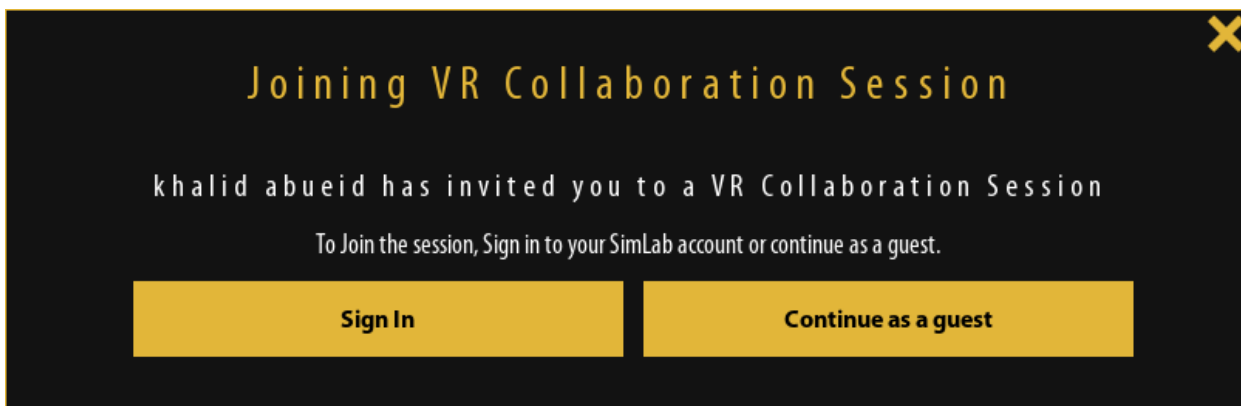 Joining VR Collaboration Session
khalid abueid has invited you to a VR Collaboration Session
To Join the session, Sign in to your SimLab account or continue as a guest.
Sign In
Continue as a guest